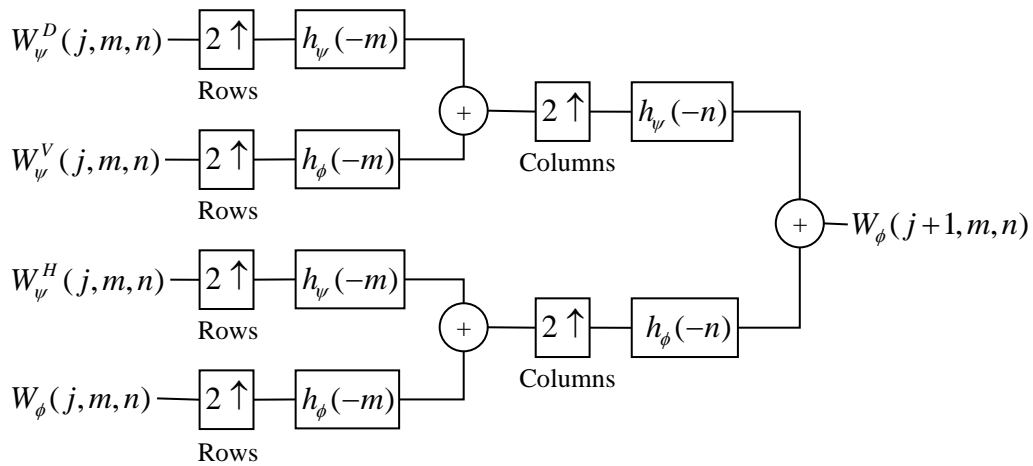 W_ψ^D(j,m,n)
2↑
Rows
h_ψ(−m)
W_ψ^V(j,m,n)
2↑
Rows
h_ϕ(−m)
+
2↑
Columns
h_ψ(−n)
W_ψ^H(j,m,n)
2↑
Rows
h_ψ(−m)
W_ϕ(j,m,n)
2↑
Rows
h_ϕ(−m)
+
2↑
Columns
h_ϕ(−n)
+
W_ϕ(j+1,m,n)